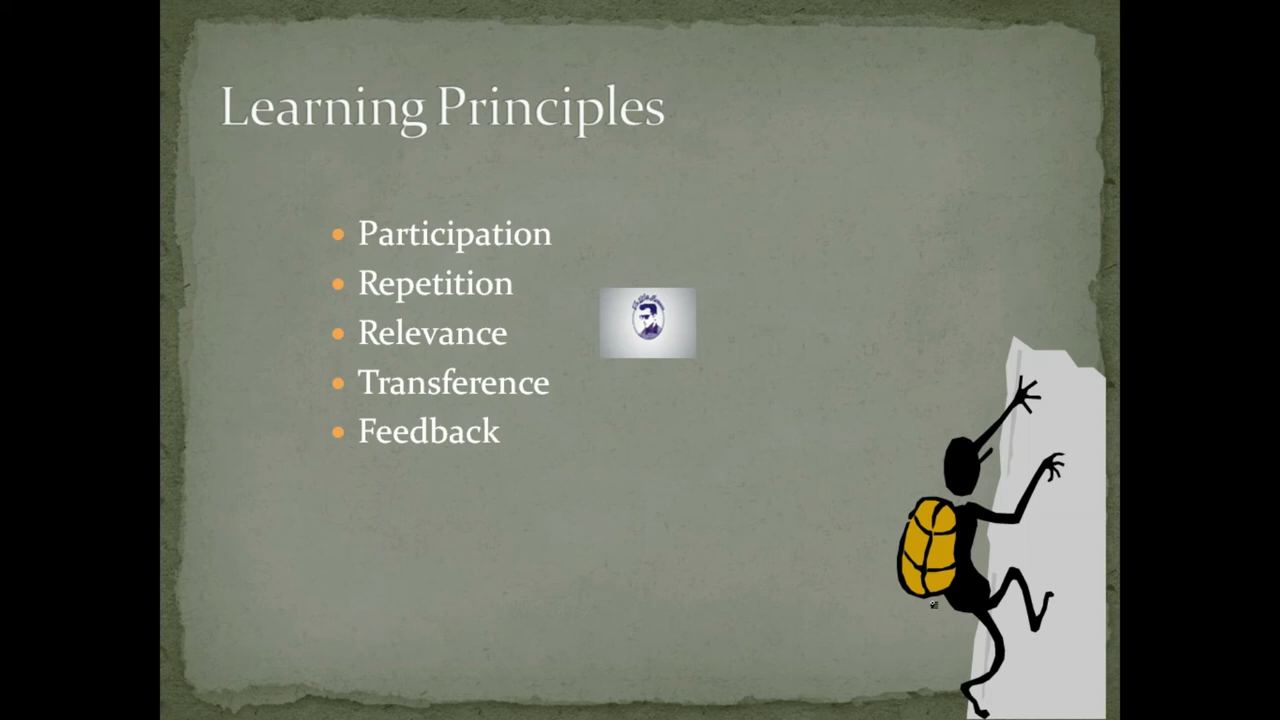 Learning Principles
Participation
Repetition
Relevance
Transference
Feedback